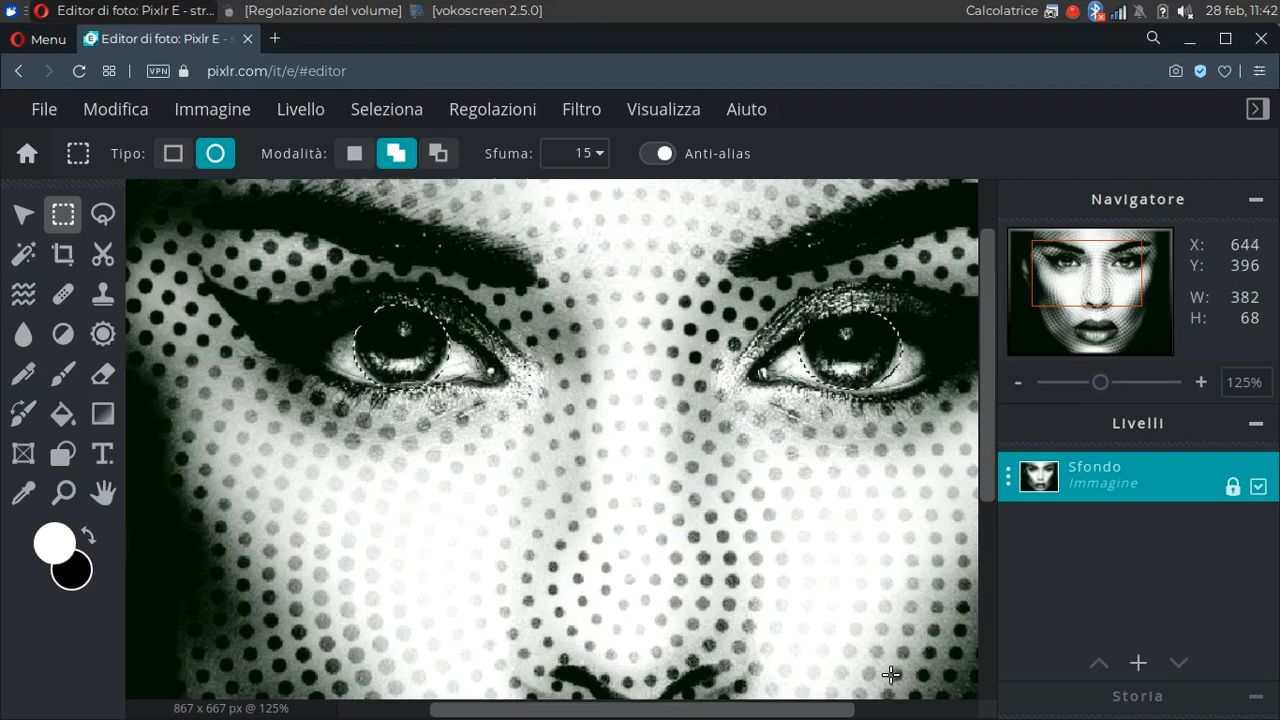 Editor di foto: Pixlr E - str...
[Regolazione del volume]
[vokoscreen 2.5.0]
Calcolatrice
28 feb, 11:42
Menu
Editor di foto: Pixlr E - s
VPN
pixlr.com/it/e/#editor
File
Modifica
Immagine
Livello
Seleziona
Regolazioni
Filtro
Visualizza
Aiuto
Tipo:
Modalità:
Sfuma:
15
Anti-alias
Navigatore
X: 644
Y: 396
W: 382
H: 68
- + 125%
Livelli
Sfondo
Immagine
867 x 667 px @ 125%
Storia